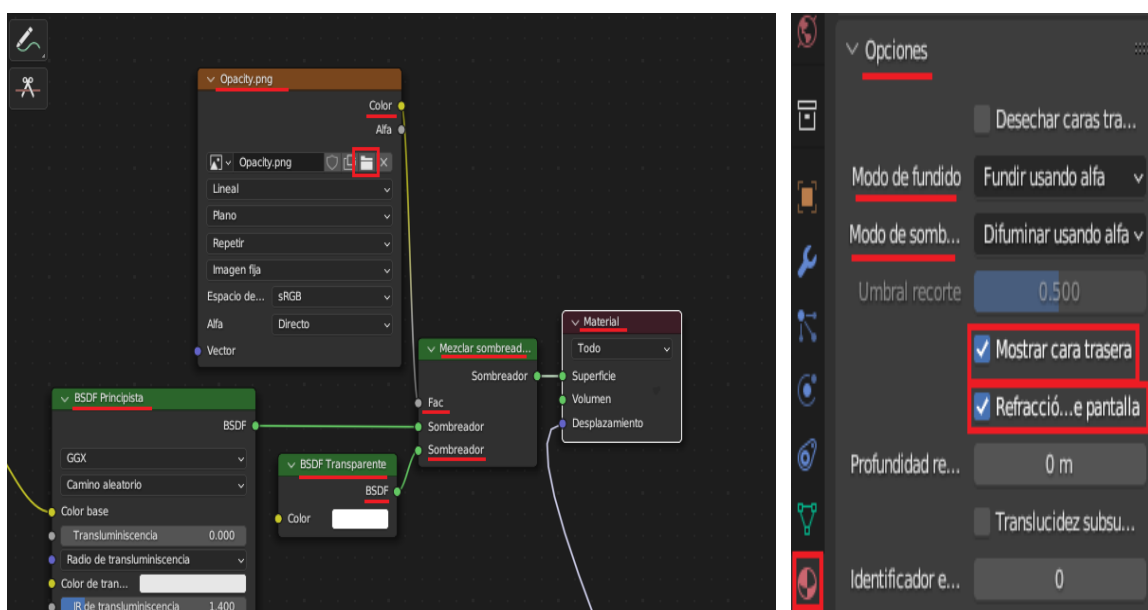 Opacity.png
Color
Alfa
Opacity.png
Lineal
Plano
Repetir
Imagen fija
Espacio de... sRGB
Alfa Directo
Vector
BSDF Principista
BSDF
GGX
Camino aleatorio
Color base
Transluminiscencia 0.000
Radio de transluminiscencia
Color de tran...
IR de transluminiscencia 1.400
BSDF Transparente
BSDF
Color
Mezclar sombread...
Sombreador
Fac
Sombreador
Sombreador
Material
Todo
Superficie
Volumen
Desplazamiento
Opciones
Desechar caras tra...
Modo de fundido Fundir usando alfa
Modo de somb... Difuminar usando alfa
Umbral recorte 0.500
Mostrar cara trasera
Refracció...e pantalla
Profundidad re... 0 m
Translucidez subsu...
Identificador e... 0